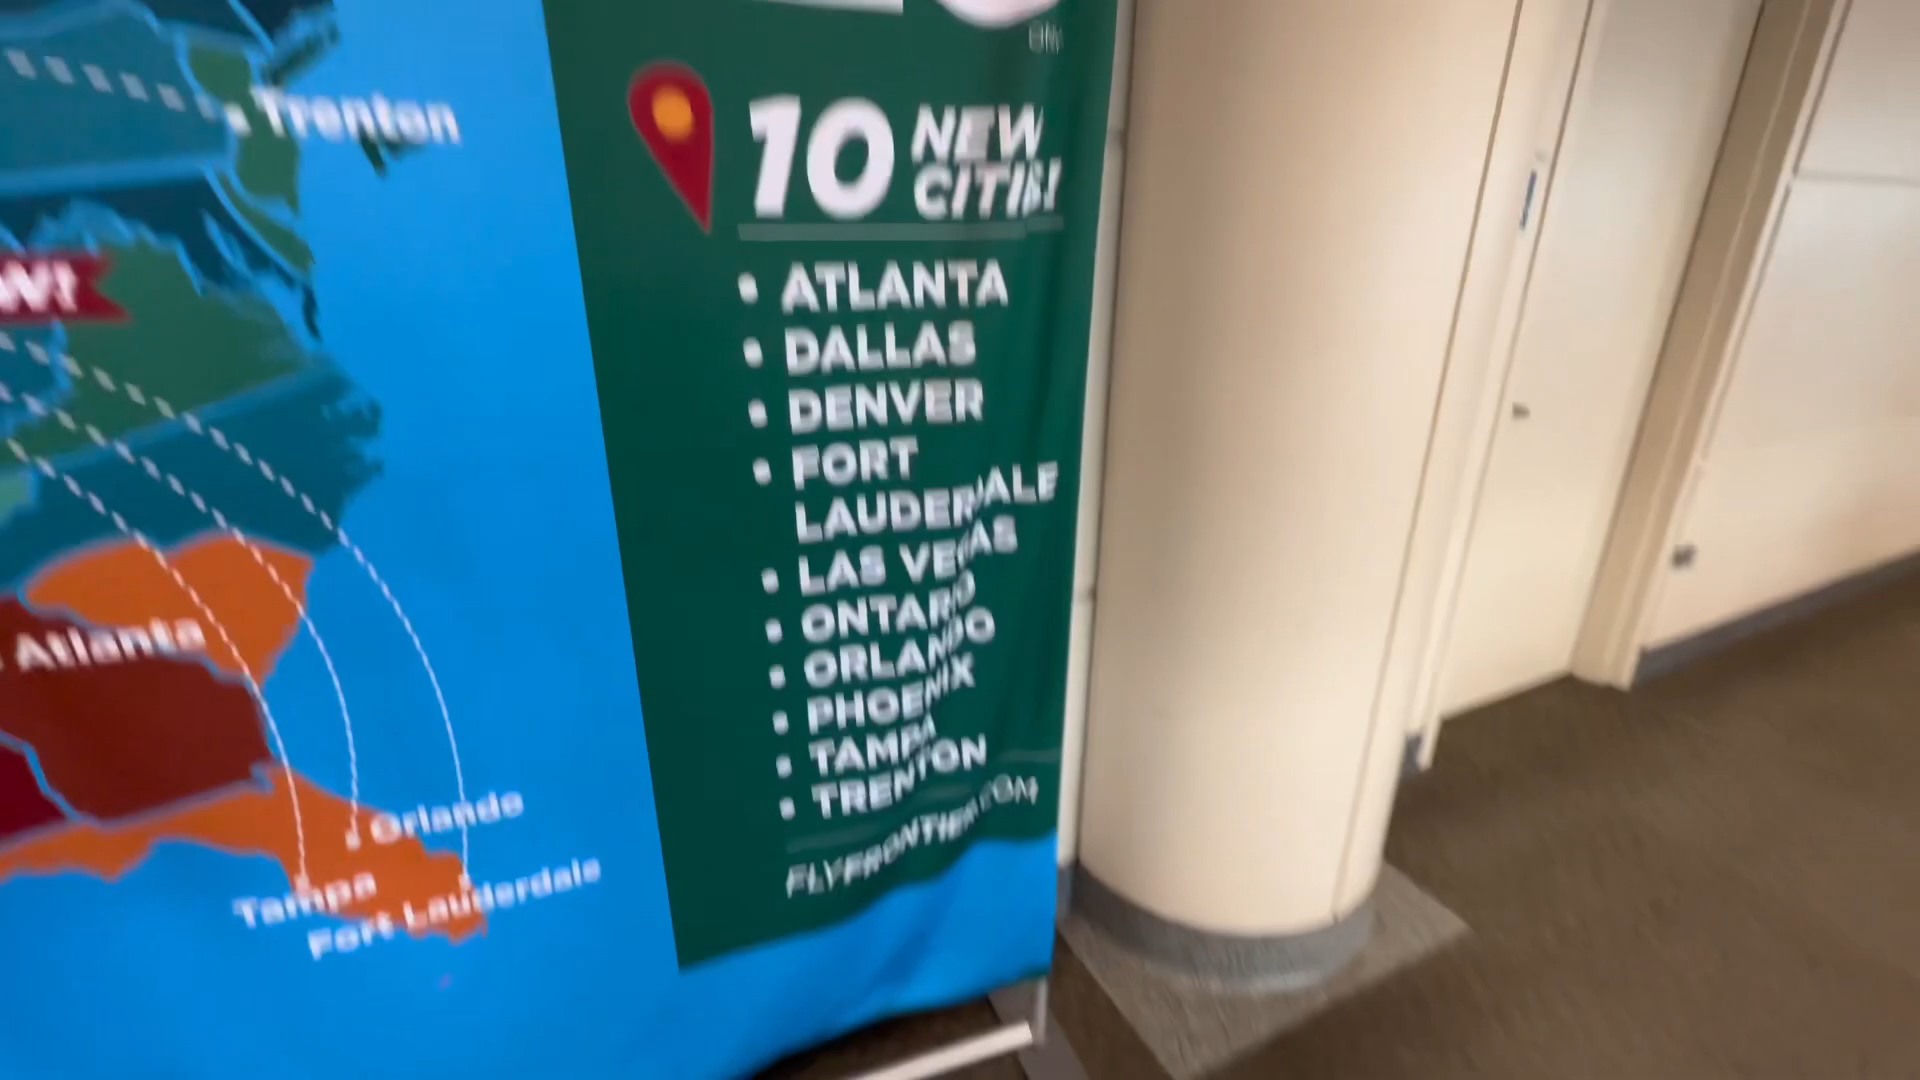 Trenton
W!
Atlanta
Orlando
Tampa
Fort Lauderdale
10 NEW
CITIES!
• ATLANTA
• DALLAS
• DENVER
• FORT
LAUDERDALE
• LAS VEGAS
• ONTARIO
• ORLANDO
• PHOENIX
• TAMPA
• TRENTON
FLYFRONTIER.COM